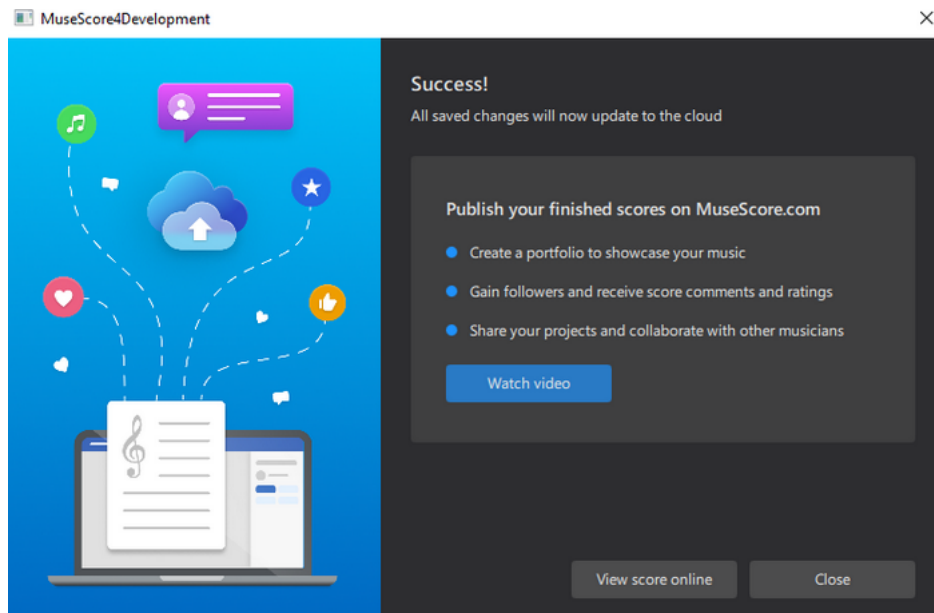 MuseScore4Development
Success!
All saved changes will now update to the cloud
Publish your finished scores on MuseScore.com
Create a portfolio to showcase your music
Gain followers and receive score comments and ratings
Share your projects and collaborate with other musicians
Watch video
View score online
Close